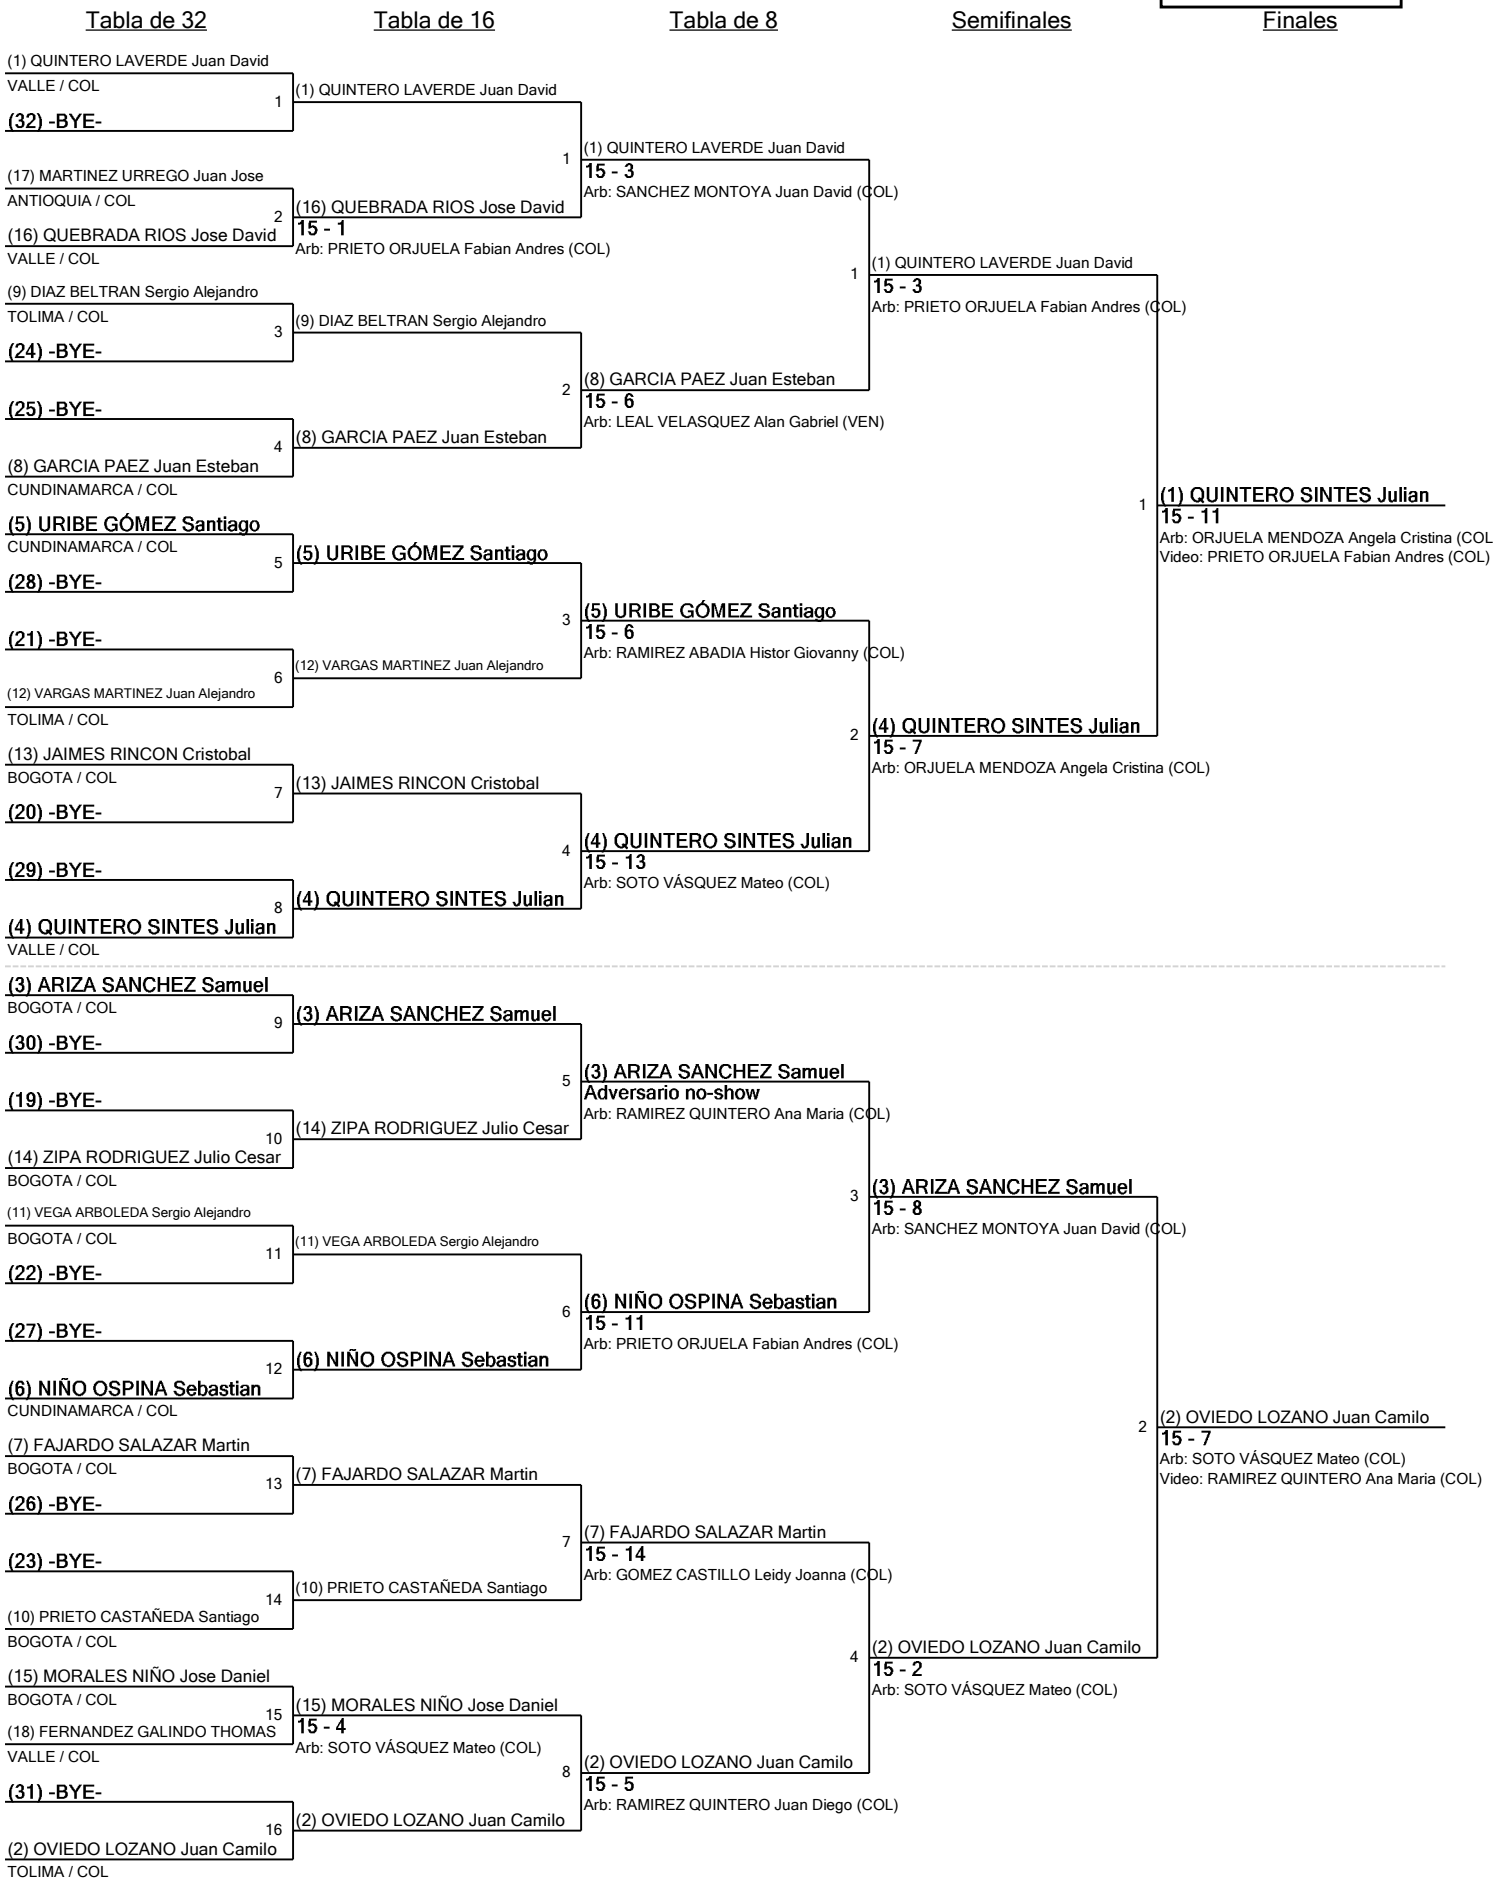 Tabla de 32
Tabla de 16
Tabla de 8
Semifinales
Finales
(1) QUINTERO LAVERDE Juan David
VALLE / COL
1
(32) -BYE-
(17) MARTINEZ URREGO Juan Jose
ANTIOQUIA / COL
2
(16) QUEBRADA RIOS Jose David
VALLE / COL
(9) DIAZ BELTRAN Sergio Alejandro
TOLIMA / COL
3
(24) -BYE-
(25) -BYE-
4
(8) GARCIA PAEZ Juan Esteban
CUNDINAMARCA / COL
(5) URIBE GÓMEZ Santiago
CUNDINAMARCA / COL
5
(28) -BYE-
(21) -BYE-
6
(12) VARGAS MARTINEZ Juan Alejandro
TOLIMA / COL
(13) JAIMES RINCON Cristobal
BOGOTA / COL
7
(20) -BYE-
(29) -BYE-
8
(4) QUINTERO SINTES Julian
VALLE / COL
(3) ARIZA SANCHEZ Samuel
BOGOTA / COL
9
(30) -BYE-
(19) -BYE-
10
(14) ZIPA RODRIGUEZ Julio Cesar
BOGOTA / COL
(11) VEGA ARBOLEDA Sergio Alejandro
BOGOTA / COL
11
(22) -BYE-
(27) -BYE-
12
(6) NIÑO OSPINA Sebastian
CUNDINAMARCA / COL
(7) FAJARDO SALAZAR Martin
BOGOTA / COL
13
(26) -BYE-
(23) -BYE-
14
(10) PRIETO CASTAÑEDA Santiago
BOGOTA / COL
(15) MORALES NIÑO Jose Daniel
BOGOTA / COL
15
(18) FERNANDEZ GALINDO THOMAS
VALLE / COL
(31) -BYE-
16
(2) OVIEDO LOZANO Juan Camilo
TOLIMA / COL
(1) QUINTERO LAVERDE Juan David
1
(16) QUEBRADA RIOS Jose David
15 - 1
Arb: PRIETO ORJUELA Fabian Andres (COL)
(9) DIAZ BELTRAN Sergio Alejandro
2
(8) GARCIA PAEZ Juan Esteban
(5) URIBE GÓMEZ Santiago
3
(12) VARGAS MARTINEZ Juan Alejandro
(13) JAIMES RINCON Cristobal
4
(4) QUINTERO SINTES Julian
(3) ARIZA SANCHEZ Samuel
5
(14) ZIPA RODRIGUEZ Julio Cesar
(11) VEGA ARBOLEDA Sergio Alejandro
6
(6) NIÑO OSPINA Sebastian
(7) FAJARDO SALAZAR Martin
7
(10) PRIETO CASTAÑEDA Santiago
(15) MORALES NIÑO Jose Daniel
15 - 4
Arb: SOTO VÁSQUEZ Mateo (COL)
8
(2) OVIEDO LOZANO Juan Camilo
(1) QUINTERO LAVERDE Juan David
15 - 3
Arb: SANCHEZ MONTOYA Juan David (COL)
1
(8) GARCIA PAEZ Juan Esteban
15 - 6
Arb: LEAL VELASQUEZ Alan Gabriel (VEN)
(5) URIBE GÓMEZ Santiago
15 - 6
Arb: RAMIREZ ABADIA Histor Giovanny (COL)
2
(4) QUINTERO SINTES Julian
15 - 13
Arb: SOTO VÁSQUEZ Mateo (COL)
(3) ARIZA SANCHEZ Samuel
Adversario no-show
Arb: RAMIREZ QUINTERO Ana Maria (COL)
3
(6) NIÑO OSPINA Sebastian
15 - 11
Arb: PRIETO ORJUELA Fabian Andres (COL)
(7) FAJARDO SALAZAR Martin
15 - 14
Arb: GOMEZ CASTILLO Leidy Joanna (COL)
4
(2) OVIEDO LOZANO Juan Camilo
15 - 5
Arb: RAMIREZ QUINTERO Juan Diego (COL)
(1) QUINTERO LAVERDE Juan David
15 - 3
Arb: PRIETO ORJUELA Fabian Andres (COL)
1
(4) QUINTERO SINTES Julian
15 - 7
Arb: ORJUELA MENDOZA Angela Cristina (COL)
(3) ARIZA SANCHEZ Samuel
15 - 8
Arb: SANCHEZ MONTOYA Juan David (COL)
2
(2) OVIEDO LOZANO Juan Camilo
15 - 2
Arb: SOTO VÁSQUEZ Mateo (COL)
(1) QUINTERO SINTES Julian
15 - 11
Arb: ORJUELA MENDOZA Angela Cristina (COL
Video: PRIETO ORJUELA Fabian Andres (COL)
(2) OVIEDO LOZANO Juan Camilo
15 - 7
Arb: SOTO VÁSQUEZ Mateo (COL)
Video: RAMIREZ QUINTERO Ana Maria (COL)